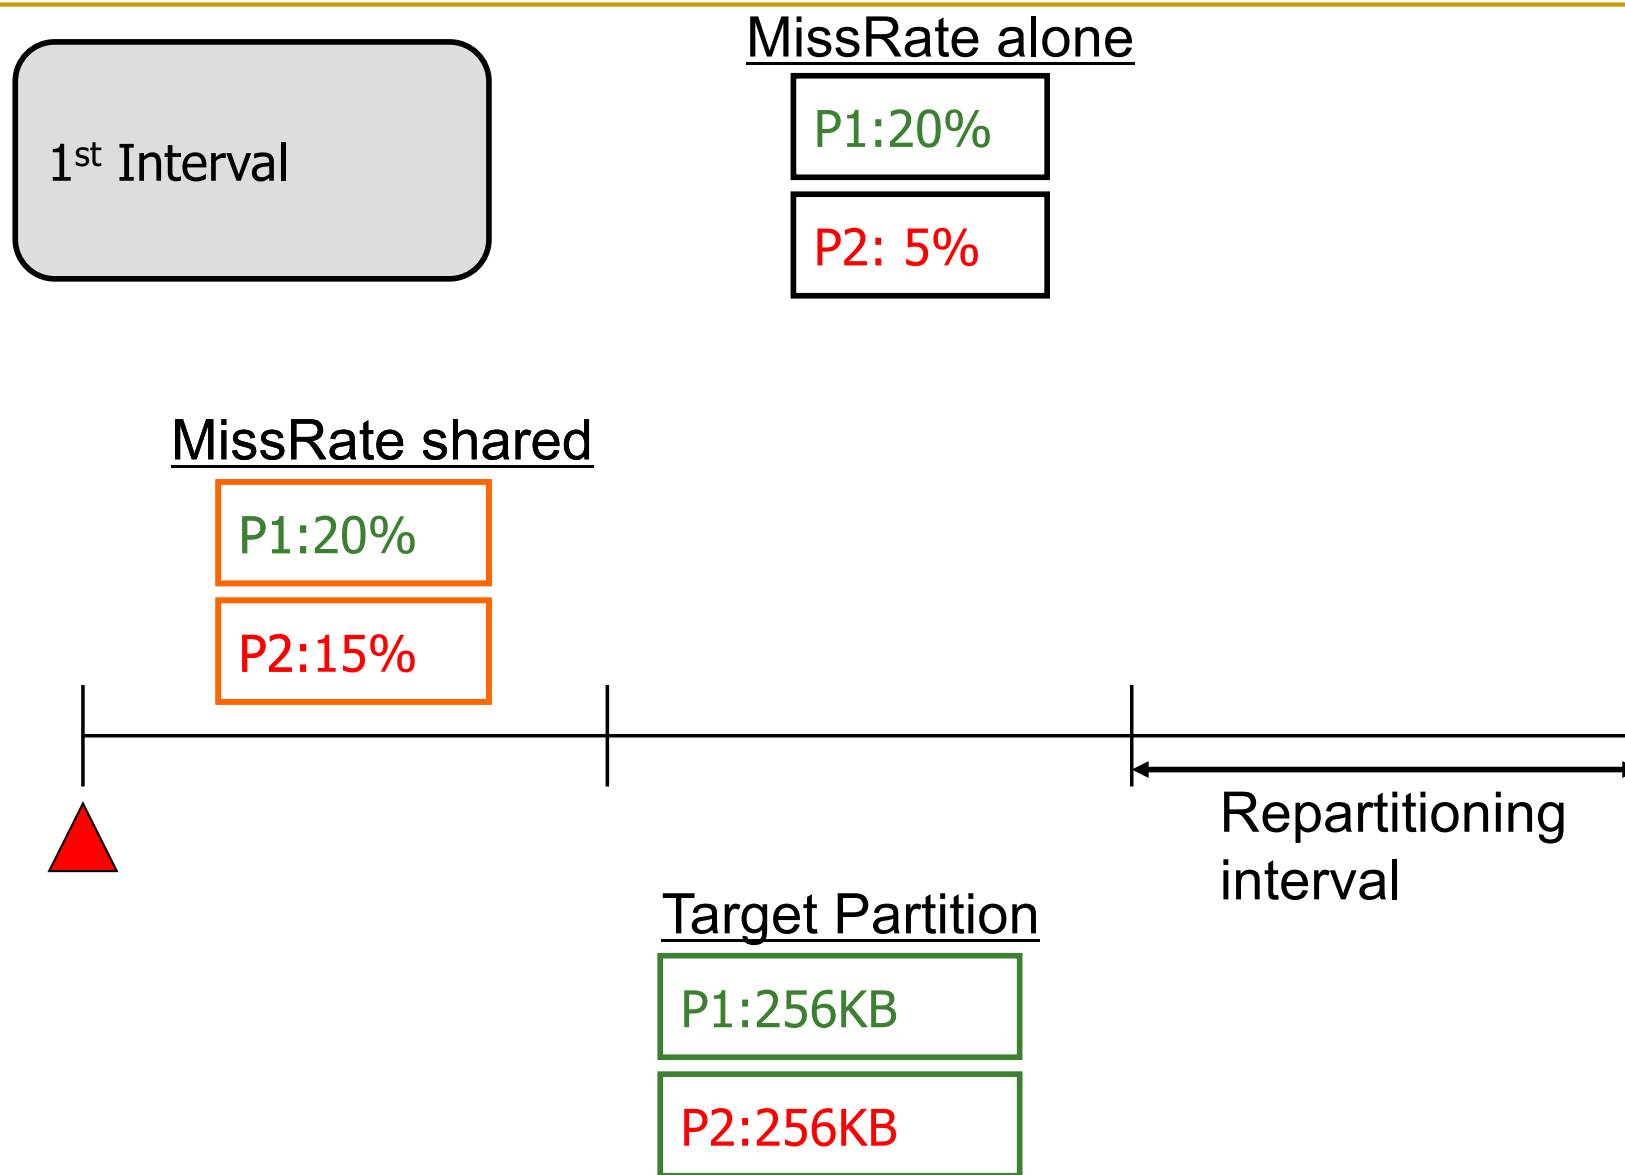 MissRate alone
1st Interval
P1:20%
P2: 5%
MissRate shared
P1:20%
P2:15%
Repartitioning
interval
Target Partition
P1:256KB
P2:256KB